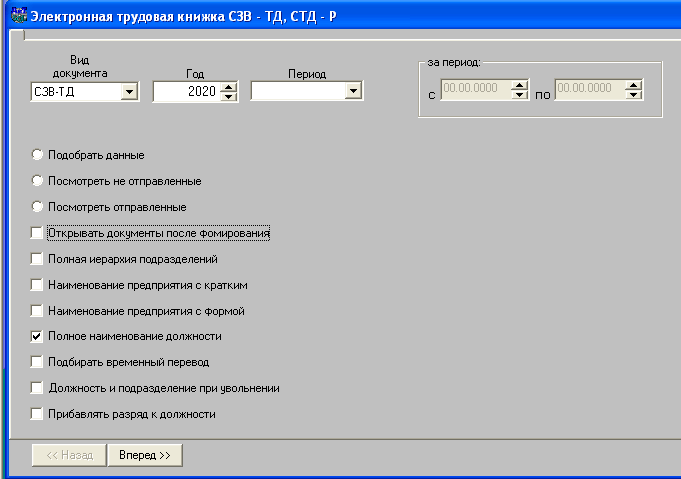 Электронная трудовая книжка СЗВ - ТД, СТД - Р
Вид
документа
Год
Период
за период:
СЗВ-ТД
2020
с 00.00.0000 по 00.00.0000
Подобрать данные
Посмотреть не отправленные
Посмотреть отправленные
Открывать документы после фомирования
Полная иерархия подразделений
Наименование предприятия с кратким
Наименование предприятия с формой
Полное наименование должности
Подбирать временный перевод
Должность и подразделение при увольнении
Прибавлять разряд к должности
<< Назад
Вперед >>